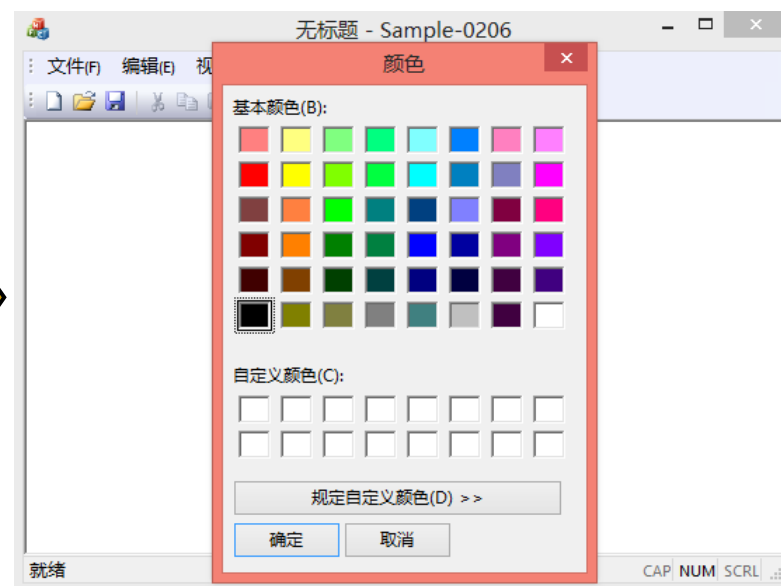 无标题 - Sample-0206
文件(F) 编辑(E) 视
颜色
基本颜色(B):
自定义颜色(C):
规定自定义颜色(D) >>
确定 取消
就绪
CAP NUM SCRL